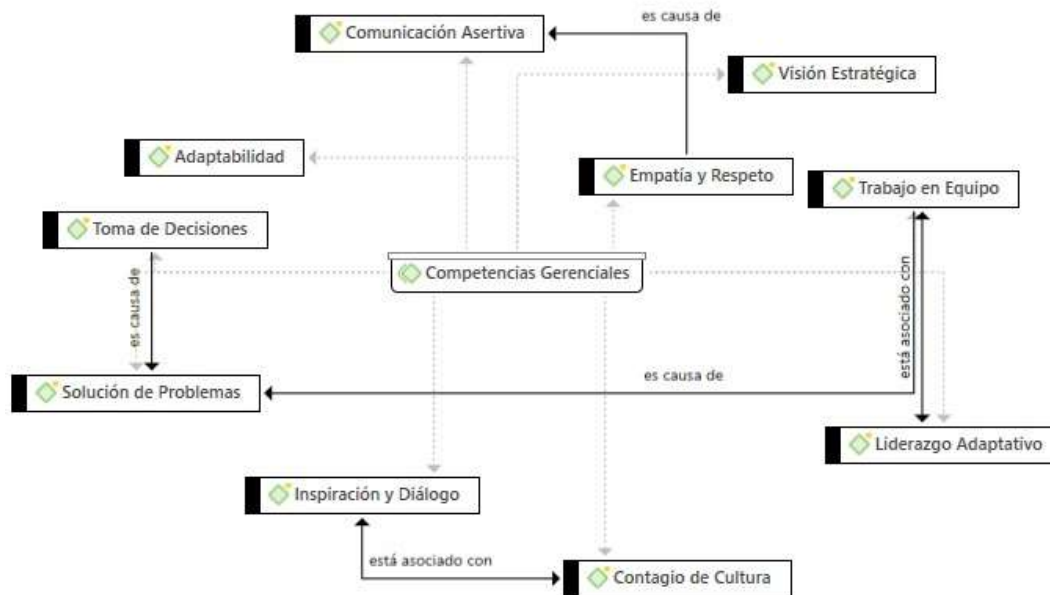 es causa de
Comunicación Asertiva
Visión Estratégica
Adaptabilidad
Empatía y Respeto
Trabajo en Equipo
Toma de Decisiones
Competencias Gerenciales
es causa de
está asociado con
es causa de
Solución de Problemas
Liderazgo Adaptativo
Inspiración y Diálogo
está asociado con
Contagio de Cultura